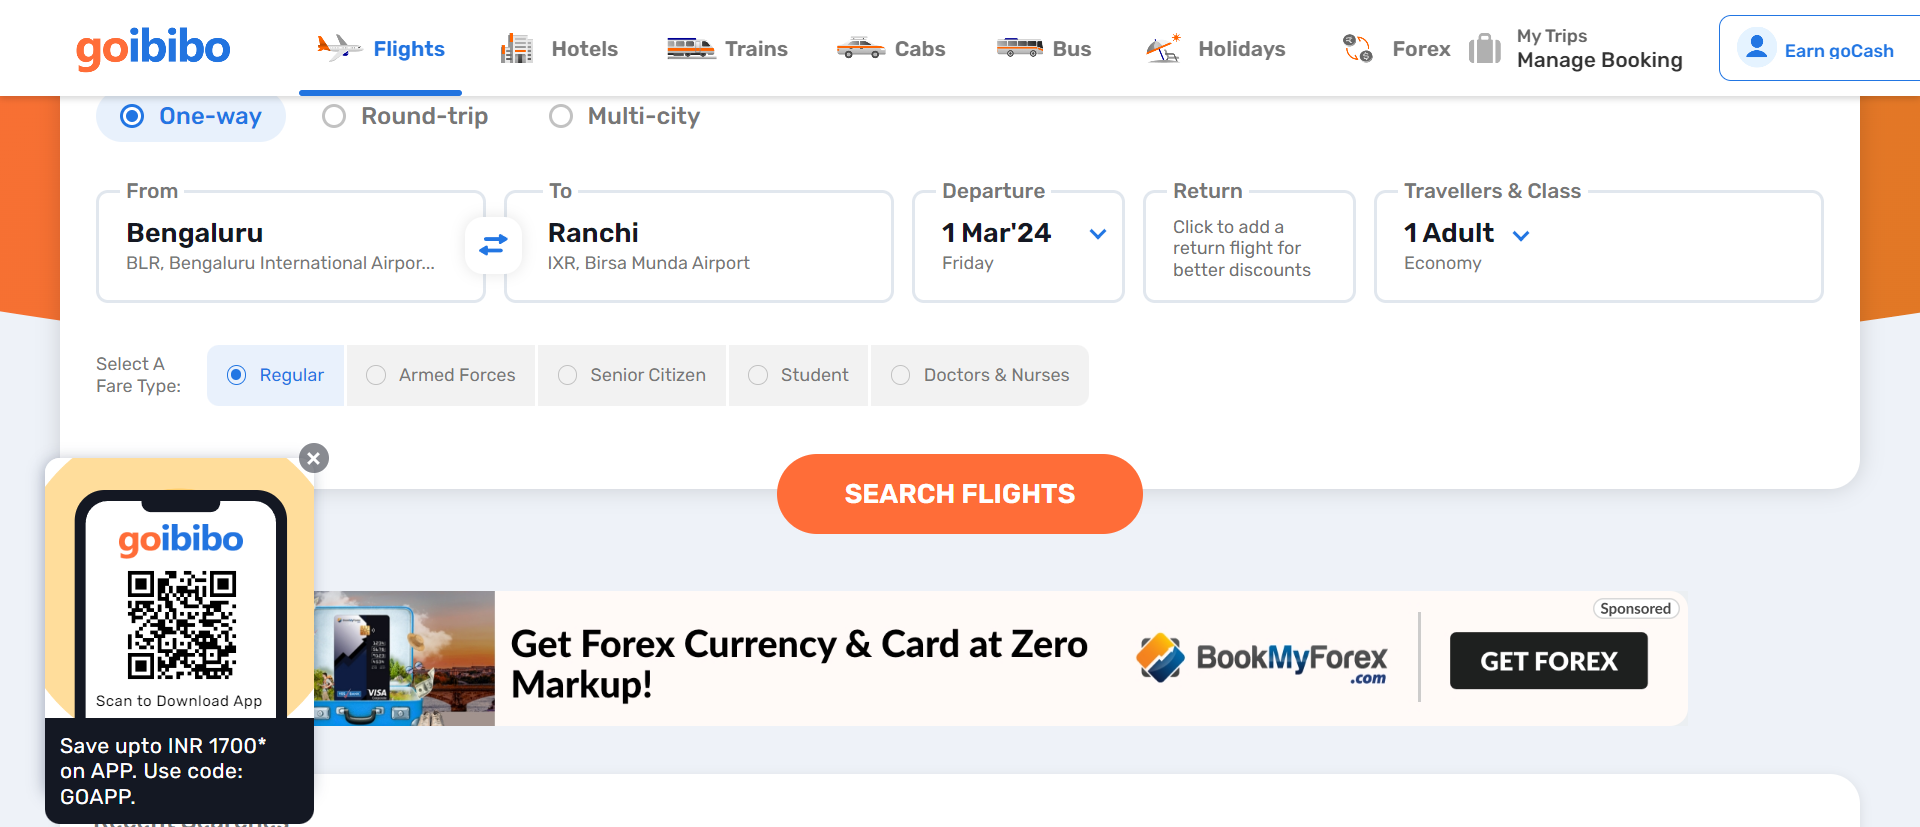 goibibo
Flights
Hotels
Trains
Cabs
Bus
Holidays
Forex
My Trips
Manage Booking
Earn goCash
One-way
Round-trip
Multi-city
From
Bengaluru
BLR, Bengaluru International Airpor...
To
Ranchi
IXR, Birsa Munda Airport
Departure
1 Mar'24
Friday
Return
Click to add a
return flight for
better discounts
Travellers & Class
1 Adult
Economy
Select A
Fare Type:
Regular
Armed Forces
Senior Citizen
Student
Doctors & Nurses
SEARCH FLIGHTS
goibibo
Scan to Download App
Save upto INR 1700*
on APP. Use code:
GOAPP.
VISA
Get Forex Currency & Card at Zero
Markup!
BookMyForex
.com
Sponsored
GET FOREX